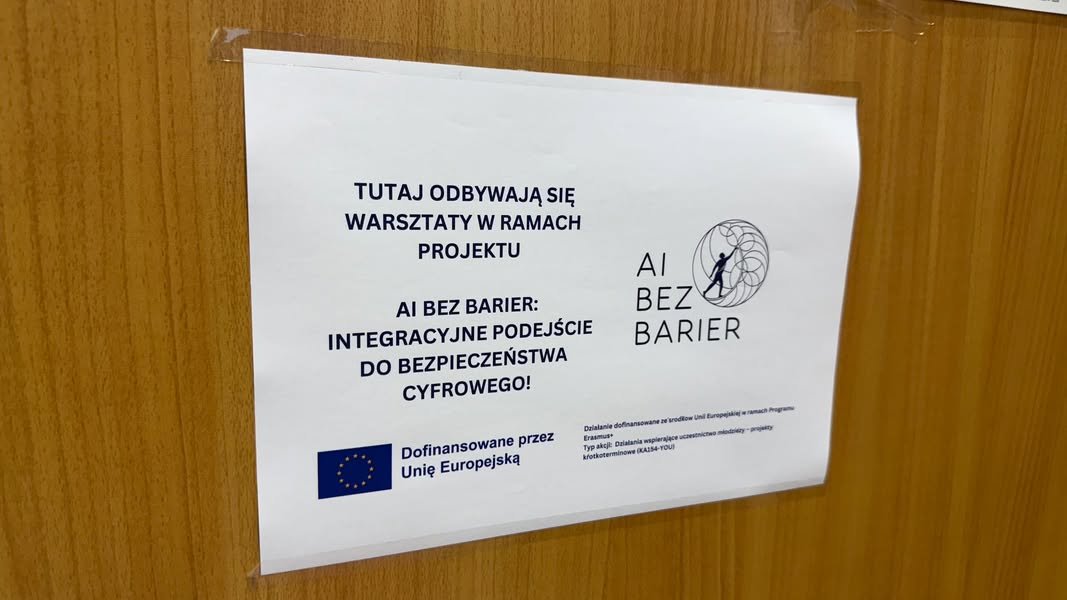 TUTAJ ODBYWAJĄ SIĘ
WARSZTATY W RAMACH
PROJEKTU
AI BEZ BARIER:
INTEGRACYJNE PODEJŚCIE
DO BEZPIECZEŃSTWA
CYFROWEGO!
AI
BEZ
BARIER
Dofinansowane przez
Unię Europejską
Działanie dofinansowane ze środków Unii Europejskiej w ramach Programu
Erasmus+
Typ akcji: Działania wspierające uczestnictwo młodzieży – projekty
krótkoterminowe (KA154-YOU)